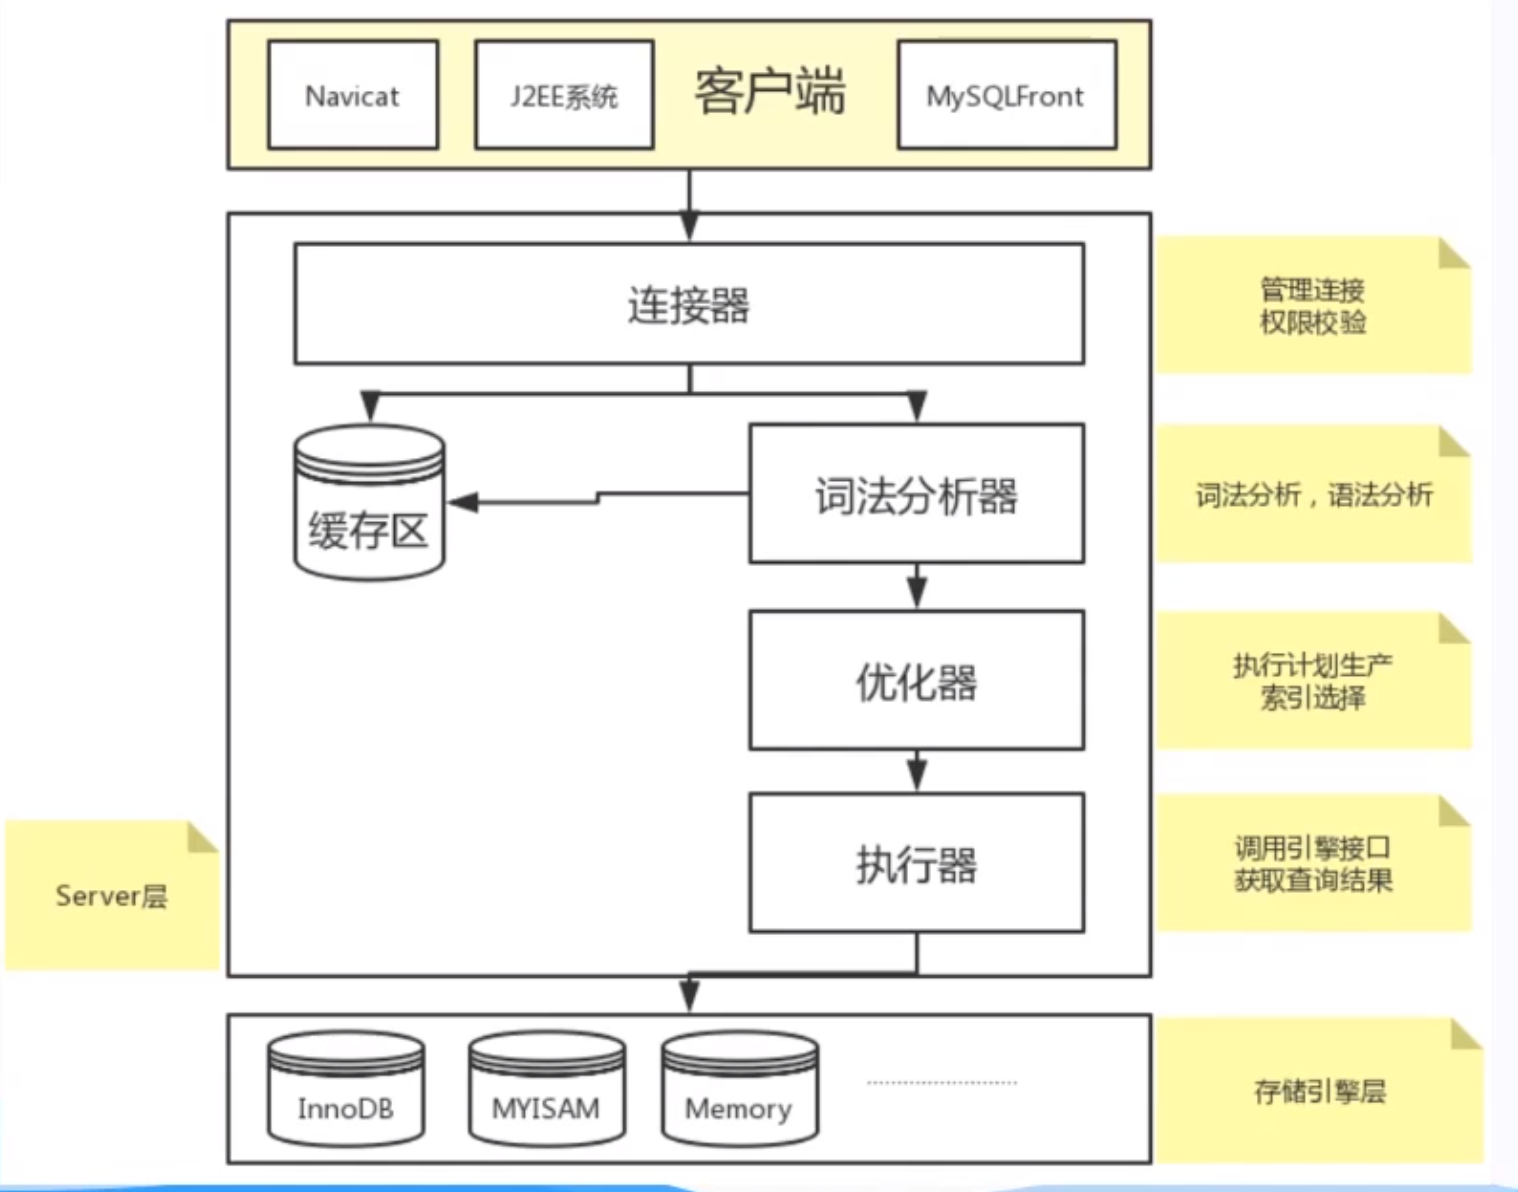 Navicat
J2EE系统
客户端
MySQLFront
连接器
管理连接
权限校验
缓存区
词法分析器
词法分析，语法分析
优化器
执行计划生产
索引选择
执行器
调用引擎接口
获取查询结果
Server层
InnoDB
MYISAM
Memory
存储引擎层